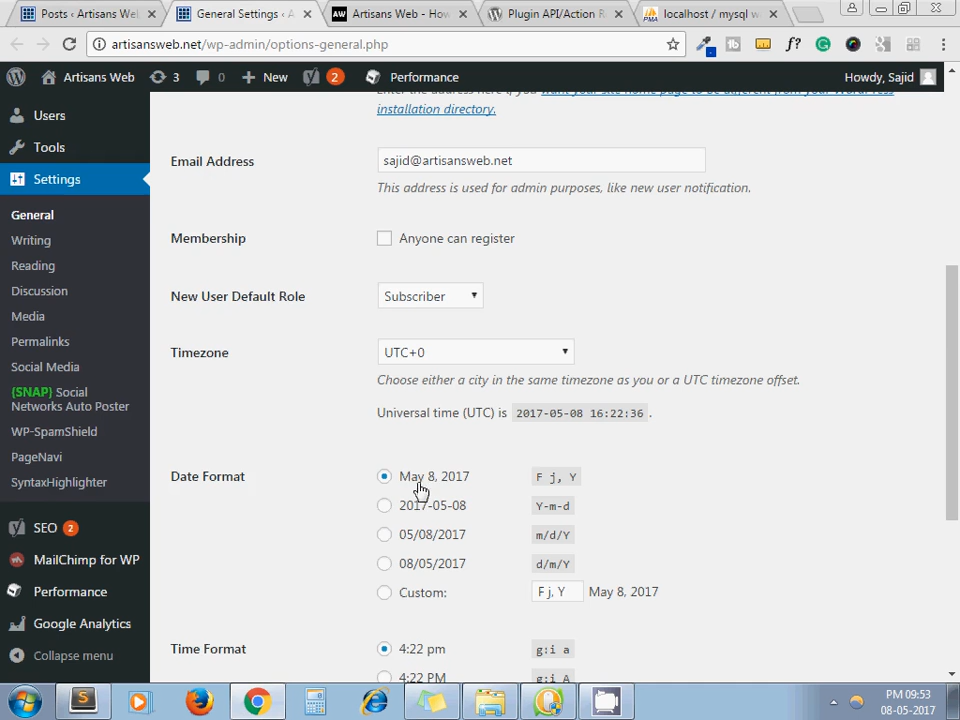 Posts ‹ Artisans Web
General Settings ‹ A
AW Artisans Web - How
Plugin API/Action R
PMA localhost / mysql w
artisansweb.net/wp-admin/options-general.php
f?
Artisans Web 3 0 New 2 Performance Howdy, Sajid
Users
Tools
Settings
General
Writing
Reading
Discussion
Media
Permalinks
Social Media
{SNAP} Social
Networks Auto Poster
WP-SpamShield
PageNavi
SyntaxHighlighter
SEO 2
MailChimp for WP
Performance
Google Analytics
Collapse menu
Enter the address here if you want your site home page to be different from your WordPress
installation directory.
Email Address sajid@artisansweb.net
This address is used for admin purposes, like new user notification.
Membership Anyone can register
New User Default Role Subscriber
Timezone UTC+0
Choose either a city in the same timezone as you or a UTC timezone offset.
Universal time (UTC) is 2017-05-08 16:22:36 .
Date Format May 8, 2017 F j, Y
2017-05-08 Y-m-d
05/08/2017 m/d/Y
08/05/2017 d/m/Y
Custom: F j, Y May 8, 2017
Time Format 4:22 pm g:i a
4:22 PM g:i A
PM 09:53
08-05-2017